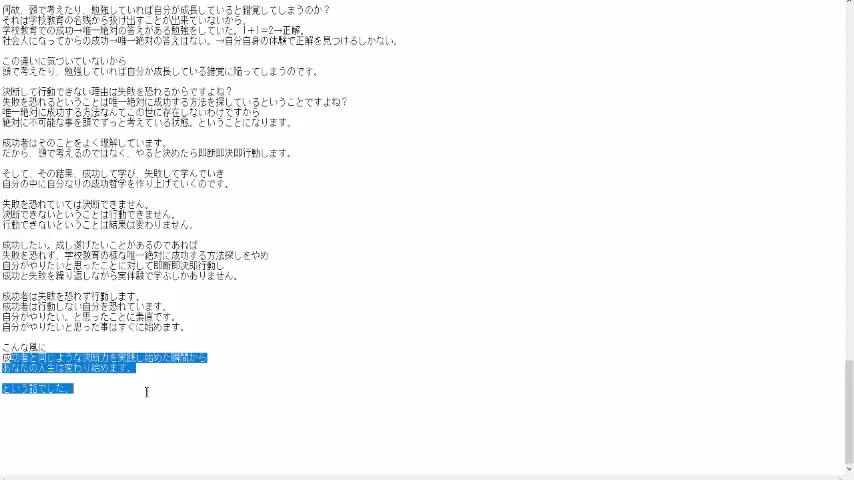 何故、頭で考えたり、勉強していれば自分が成長していると錯覚してしまうのか？
それは学校教育の名残から抜け出すことが出来ていないから。
学校教育での成功→唯一絶対の答えがある勉強をしていた。1+1=2→正解。
社会人になってからの成功→唯一絶対の答えはない。→自分自身の体験で正解を見つけるしかない。
この違いに気づいていないから
頭で考えたり、勉強していれば自分が成長している錯覚に陥ってしまうのです。
決断して行動できない理由は失敗を恐れるからですよね？
失敗を恐れるということは唯一絶対に成功する方法を探しているということですよね？
唯一絶対に成功する方法なんてこの世に存在しないわけですから
絶対に不可能な事を頭でずっと考えている状態。ということになります。
成功者はそのことをよく理解しています。
だから、頭で考えるのではなく、やると決めたら即断即決即行動します。
そして、その結果、成功して学び、失敗して学んでいき
自分の中に自分なりの成功哲学を作り上げていくのです。
失敗を恐れていては決断できません。
決断できないということは行動できません。
行動できないということは結果は変わりません。
成功したい。成し遂げたいことがあるのであれば
失敗を恐れず、学校教育の様な唯一絶対に成功する方法探しをやめ
自分がやりたいと思ったことに対して即断即決即行動し
成功と失敗を繰り返しながら実体験で学ぶしかありません。
成功者は失敗を恐れず行動します。
成功者は行動しない自分を恐れています。
自分がやりたい。と思ったことに素直です。
自分がやりたいと思った事はすぐに始めます。
こんな風に
成功者と同じような決断力を実践し始めた瞬間から
あなたの人生は変わり始めます。
という話でした。